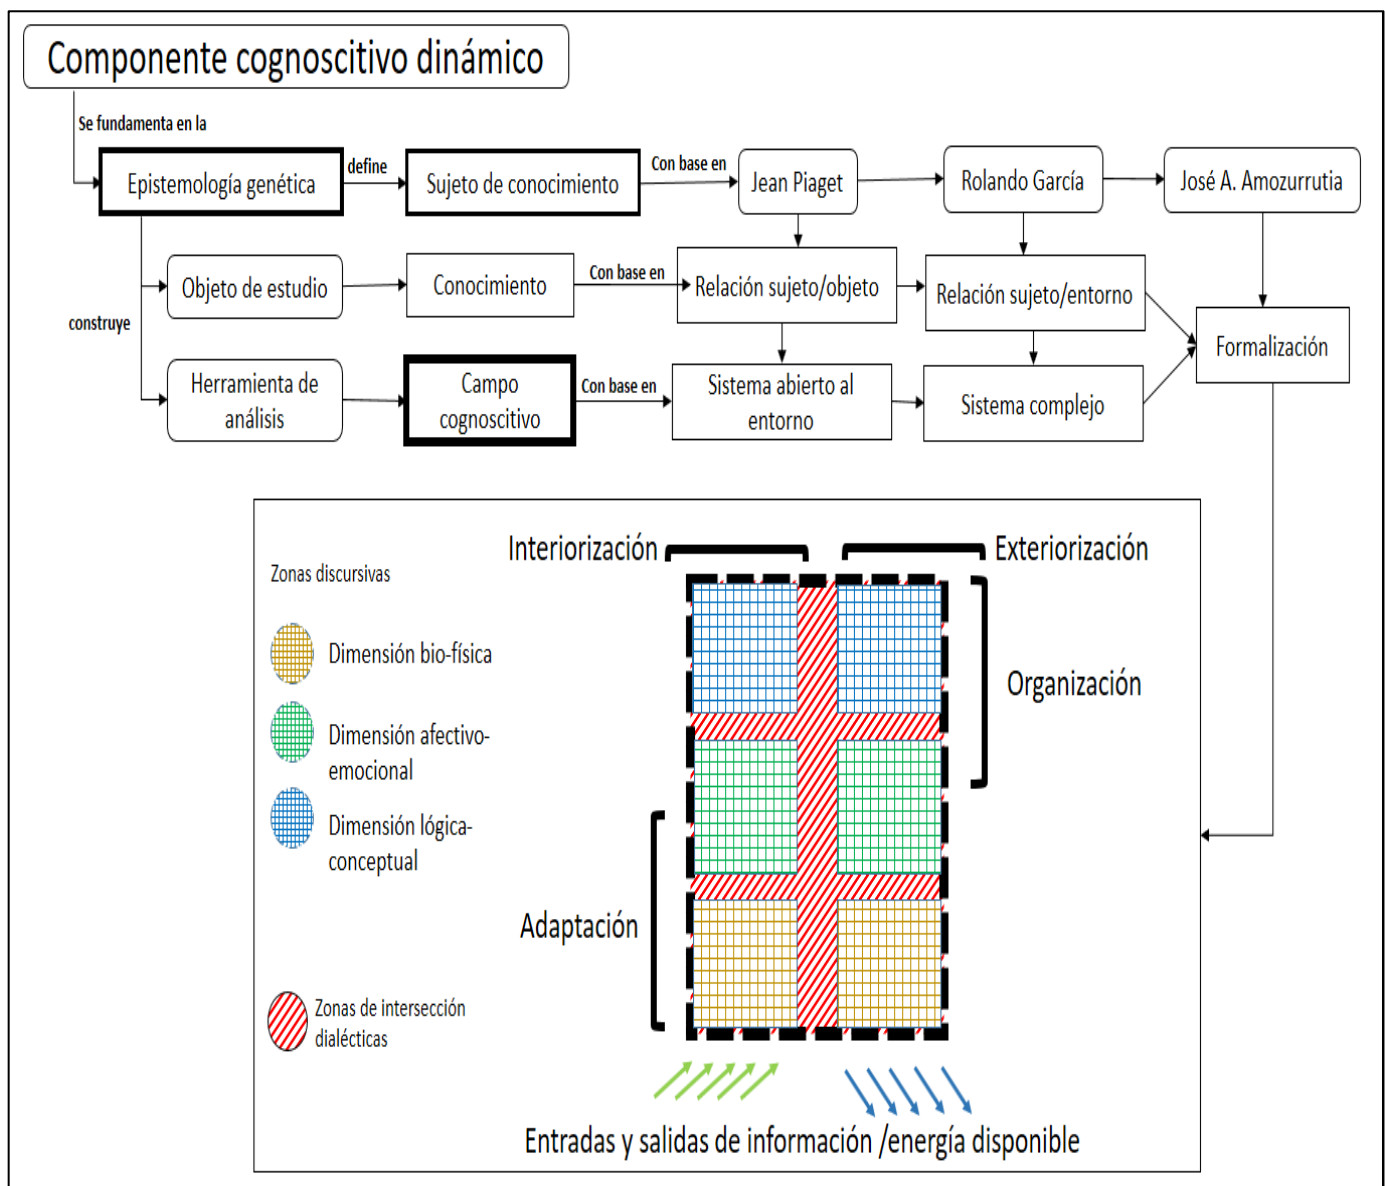 Componente cognoscitivo dinámico
Se fundamenta en la
Epistemología genética
define
Sujeto de conocimiento
Con base en
Jean Piaget
Rolando García
José A. Amozurrutia
Objeto de estudio
Conocimiento
Con base en
Relación sujeto/objeto
Relación sujeto/entorno
Formalización
construye
Herramienta de
análisis
Campo
cognoscitivo
Con base en
Sistema abierto al
entorno
Sistema complejo
Interiorización
Exteriorización
Zonas discursivas
Dimensión bio-física
Dimensión afectivo-
emocional
Dimensión lógica-
conceptual
Organización
Adaptación
Zonas de intersección
dialécticas
Entradas y salidas de información /energía disponible